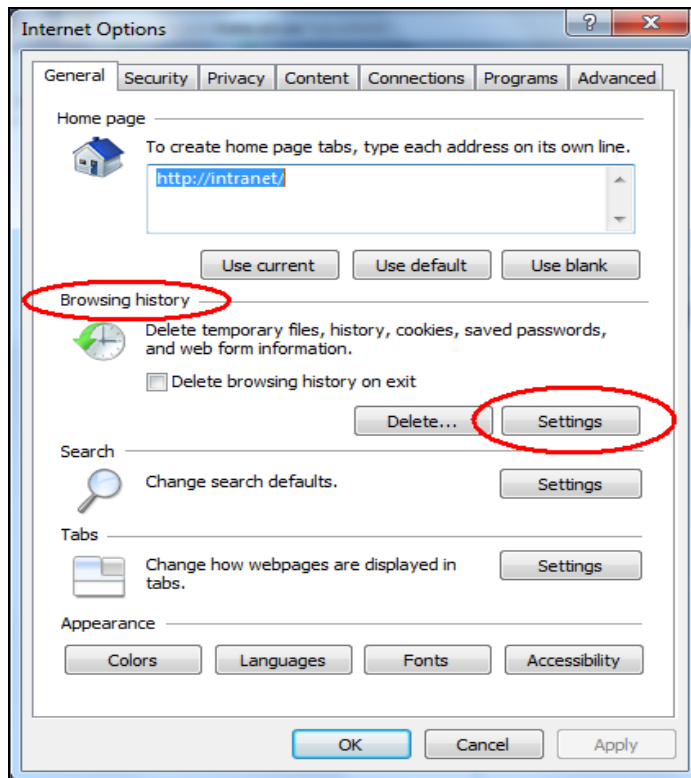 Internet Options
?
General Security Privacy Content Connections Programs Advanced
Home page
To create home page tabs, type each address on its own line.
http://intranet/
Use current Use default Use blank
Browsing history
Delete temporary files, history, cookies, saved passwords,
and web form information.
Delete browsing history on exit
Delete... Settings
Search
Change search defaults. Settings
Tabs
Change how webpages are displayed in Settings
tabs.
Appearance
Colors Languages Fonts Accessibility
OK Cancel Apply